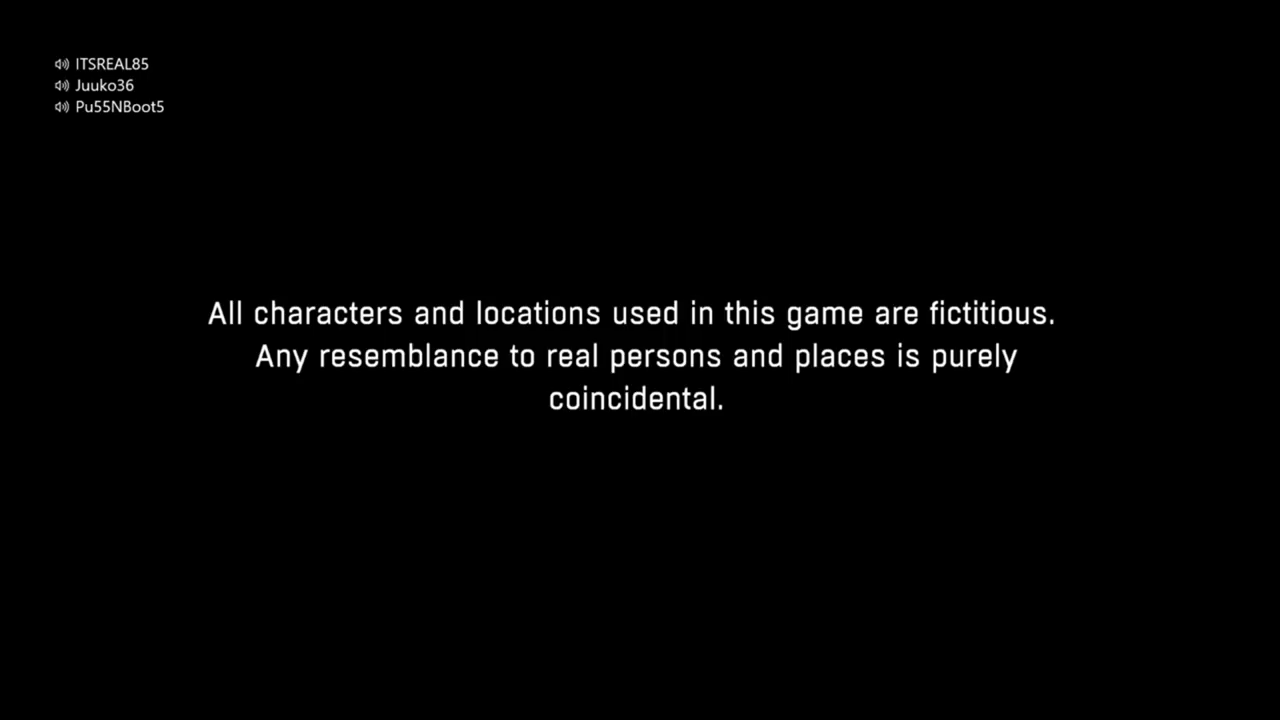 ITSREAL85
Juuko36
Pu55NBoot5
All characters and locations used in this game are fictitious.
Any resemblance to real persons and places is purely
coincidental.